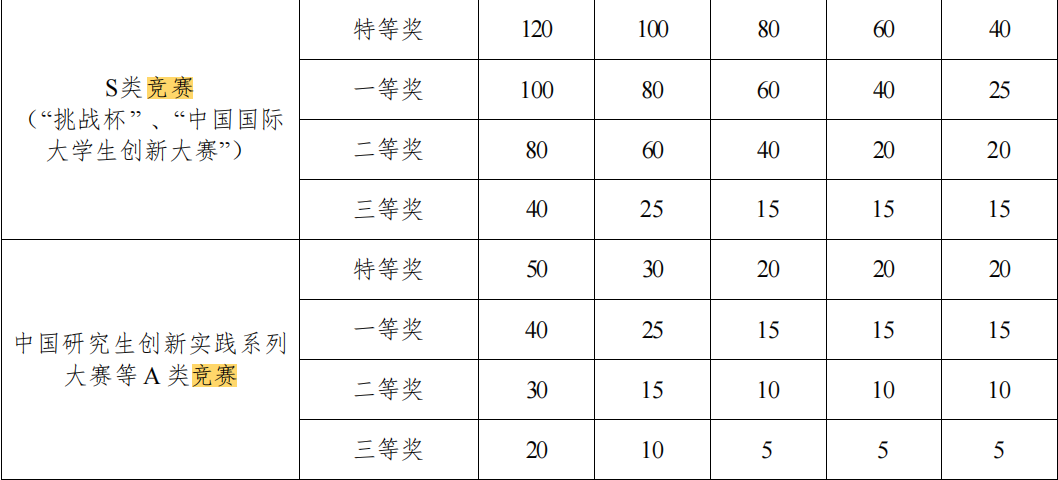 S类竞赛
（“挑战杯”、“中国国际
大学生创新大赛”）
特等奖 120 100 80 60 40
一等奖 100 80 60 40 25
二等奖 80 60 40 20 20
三等奖 40 25 15 15 15
中国研究生创新实践系列
大赛等 A 类竞赛
特等奖 50 30 20 20 20
一等奖 40 25 15 15 15
二等奖 30 15 10 10 10
三等奖 20 10 5 5 5